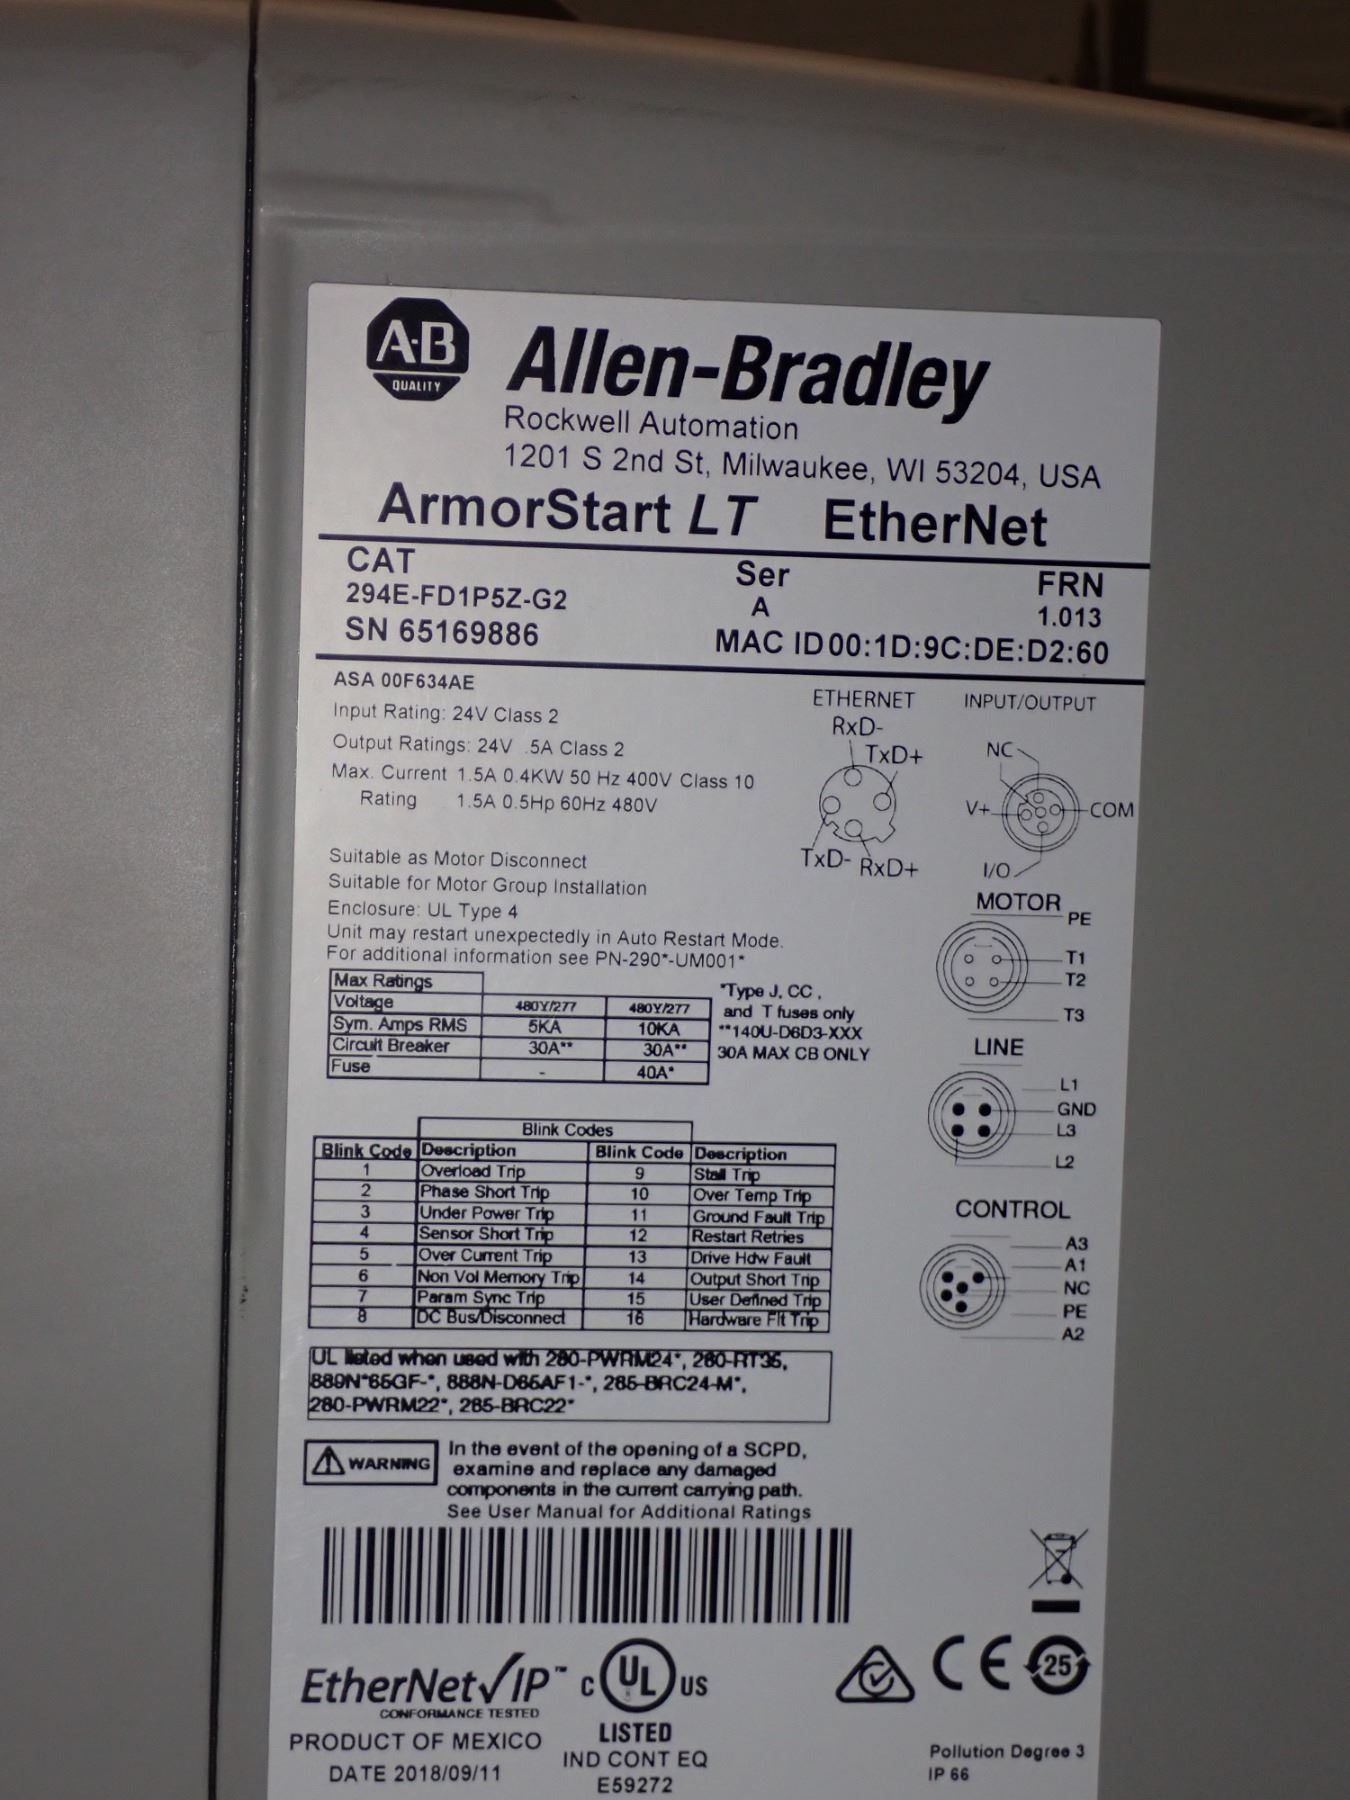 A-B
QUALITY
Allen-Bradley
Rockwell Automation
1201 S 2nd St, Milwaukee, WI 53204, USA
ArmorStart LT EtherNet
CAT Ser FRN
294E-FD1P5Z-G2 A 1.013
SN 65169886 MAC ID 00:1D:9C:DE:D2:60
ASA 00F634AE
Input Rating: 24V Class 2
Output Ratings: 24V .5A Class 2
Max. Current 1.5A 0.4KW 50 Hz 400V Class 10
Rating 1.5A 0.5Hp 60Hz 480V
ETHERNET
RxD-
TxD+
TxD- RxD+
INPUT/OUTPUT
NC
V+ COM
I/O
Suitable as Motor Disconnect
Suitable for Motor Group Installation
Enclosure: UL Type 4
Unit may restart unexpectedly in Auto Restart Mode.
For additional information see PN-290*-UM001*
MOTOR
PE
T1
T2
T3
Max Ratings
Voltage 480Y/277 480Y/277
Sym. Amps RMS 5KA 10KA
Circuit Breaker 30A** 30A**
Fuse - 40A*
*Type J, CC,
and T fuses only
**140U-D6D3-XXX
30A MAX CB ONLY
LINE
L1
GND
L3
L2
Blink Codes
Blink Code Description Blink Code Description
1 Overload Trip 9 Stall Trip
2 Phase Short Trip 10 Over Temp Trip
3 Under Power Trip 11 Ground Fault Trip
4 Sensor Short Trip 12 Restart Retries
5 Over Current Trip 13 Drive Hdw Fault
6 Non Vol Memory Trip 14 Output Short Trip
7 Param Sync Trip 15 User Defined Trip
8 DC Bus/Disconnect 16 Hardware Flt Trip
CONTROL
A3
A1
NC
PE
A2
UL listed when used with 280-PWRM24*, 280-RT35,
889N*65GF-*, 888N-D65AF1-*, 285-BRC24-M*,
280-PWRM22*, 285-BRC22*
WARNING
In the event of the opening of a SCPD,
examine and replace any damaged
components in the current carrying path.
See User Manual for Additional Ratings
EtherNet/IP™
CONFORMANCE TESTED
C UL US
LISTED
IND CONT EQ
E59272
PRODUCT OF MEXICO
DATE 2018/09/11
CE 25
Pollution Degree 3
IP 66